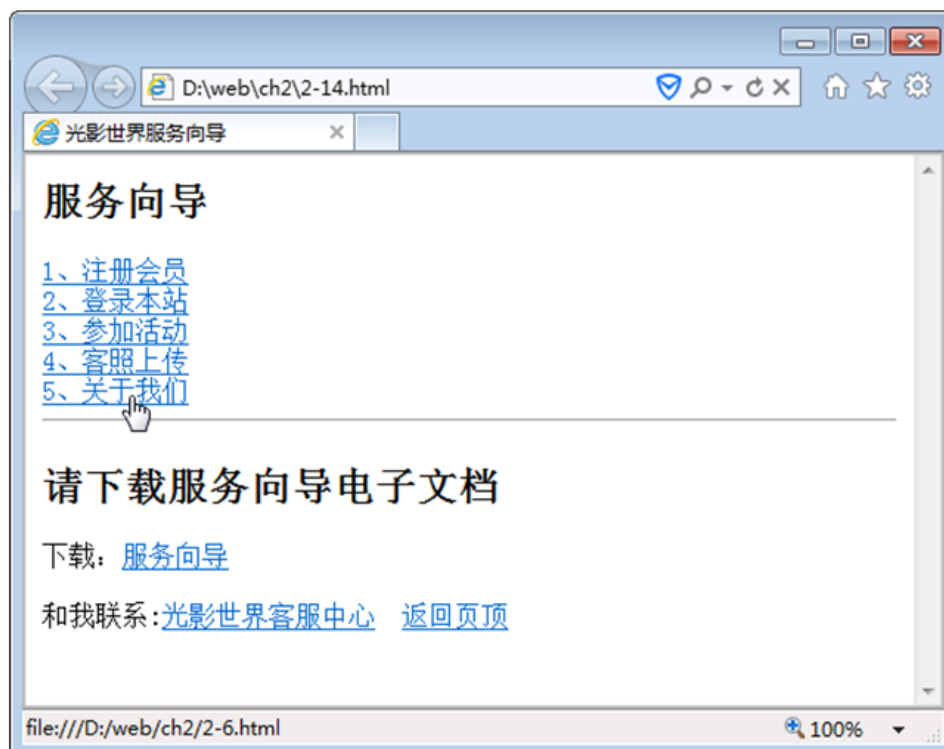 D:\web\ch2\2-14.html
光影世界服务向导
服务向导
1、注册会员
2、登录本站
3、参加活动
4、客照上传
5、关于我们
请下载服务向导电子文档
下载：服务向导
和我联系:光影世界客服中心 返回页顶
file:///D:/web/ch2/2-6.html 100%